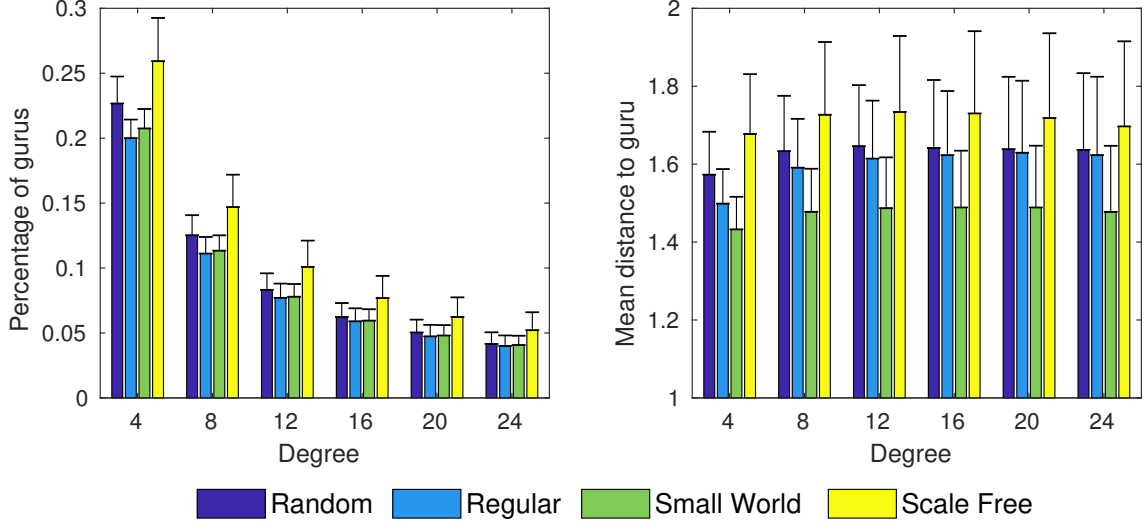 Percentage of gurus
0.3
0.25
0.2
0.15
0.1
0.05
0
4 8 12 16 20 24
Degree
Mean distance to guru
2
1.8
1.6
1.4
1.2
1
4 8 12 16 20 24
Degree
Random Regular Small World Scale Free